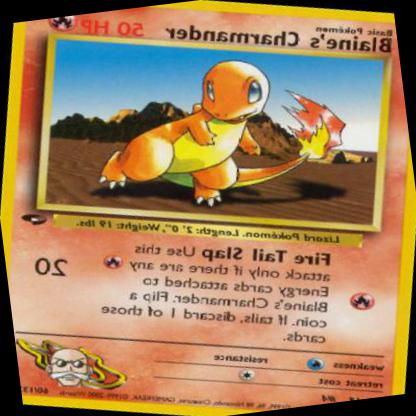 Basic Pokémon
Blaine's Charmander 50 HP
Lizard Pokémon. Length: 2' 0", Weight: 19 lbs.
Fire Tail Slap Use this
attack only if there are any
Energy cards attached to
Blaine's Charmander. Flip a
coin. If tails, discard 1 of those
cards.
20
weakness resistance
retreat cost